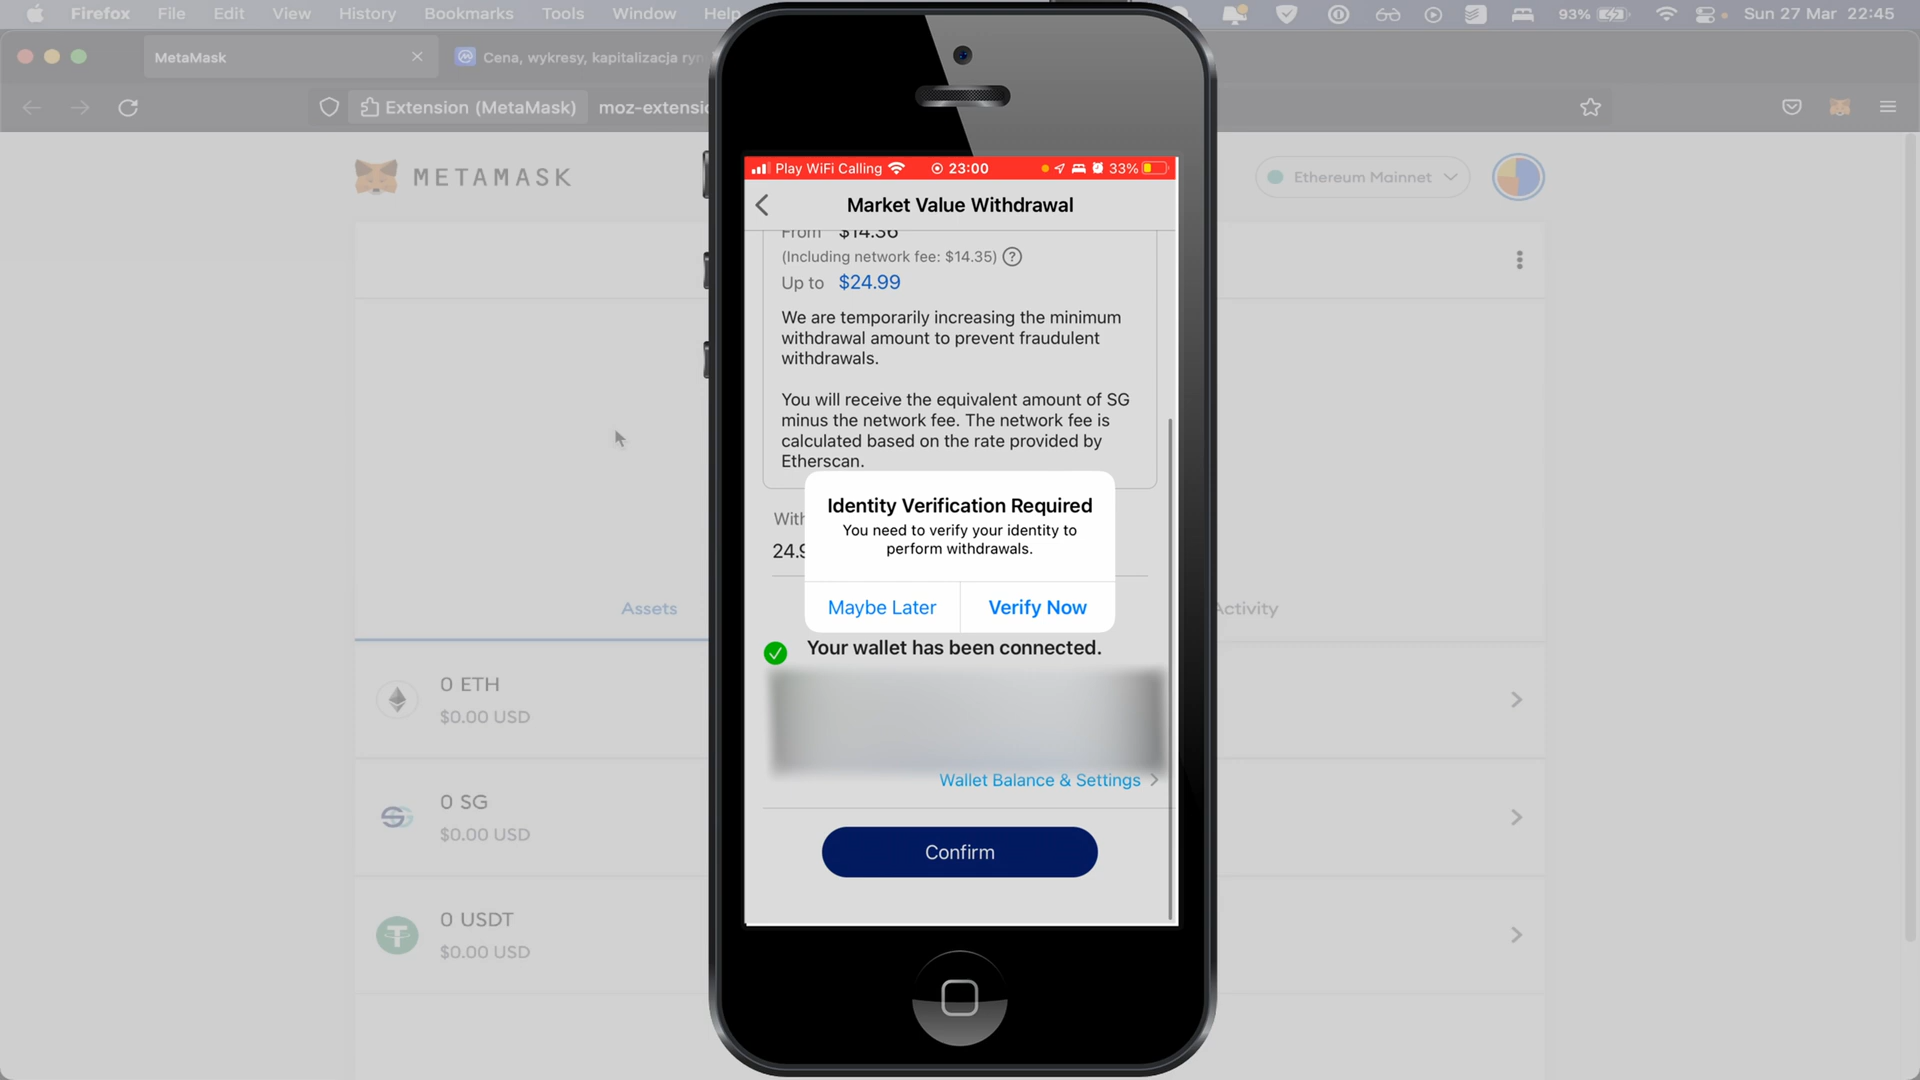 Firefox File Edit View History Bookmarks Tools Window Help
93% Sun 27 Mar 22:45
MetaMask
Cena, wykresy, kapitalizacja
Extension (MetaMask)
METAMASK
Ethereum Mainnet
Assets
Activity
0 ETH
$0.00 USD
0 SG
$0.00 USD
0 USDT
$0.00 USD
Play WiFi Calling 23:00 33%
Market Value Withdrawal
From $14.36
(Including network fee: $14.35) ?
Up to $24.99
We are temporarily increasing the minimum
withdrawal amount to prevent fraudulent
withdrawals.
You will receive the equivalent amount of SG
minus the network fee. The network fee is
calculated based on the rate provided by
Etherscan.
Identity Verification Required
You need to verify your identity to
perform withdrawals.
Maybe Later Verify Now
Your wallet has been connected.
Wallet Balance & Settings
Confirm